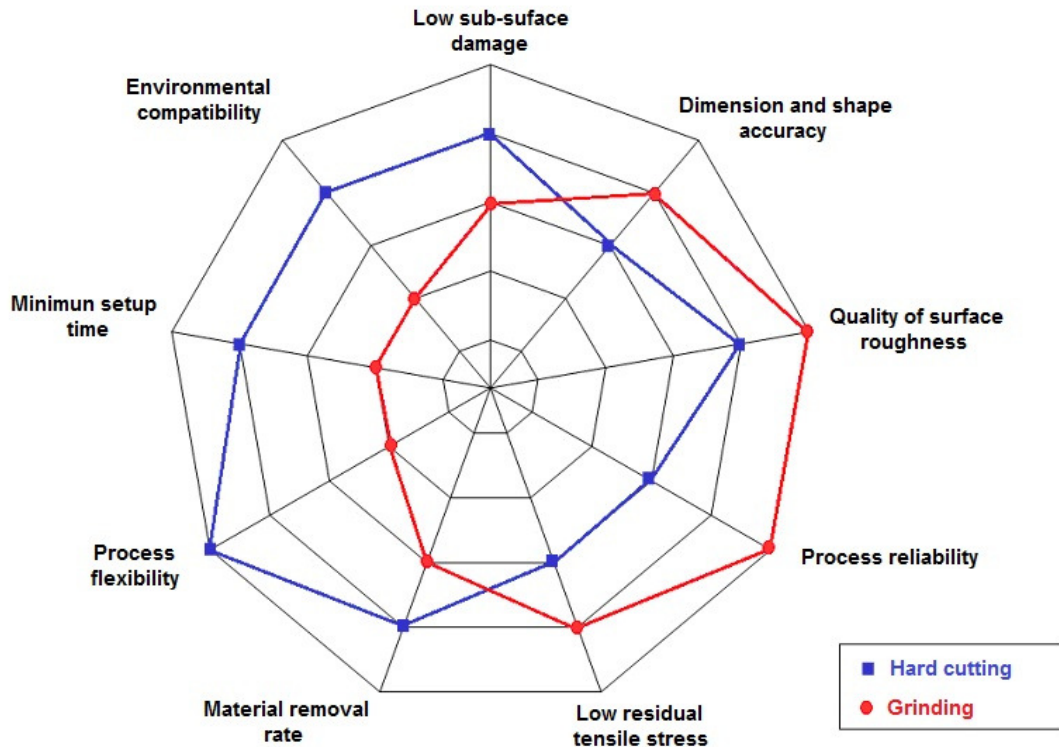 Low sub-suface
damage
Environmental
compatibility
Dimension and shape
accuracy
Minimun setup
time
Quality of surface
roughness
Process
flexibility
Process reliability
Material removal
rate
Low residual
tensile stress
Hard cutting
Grinding